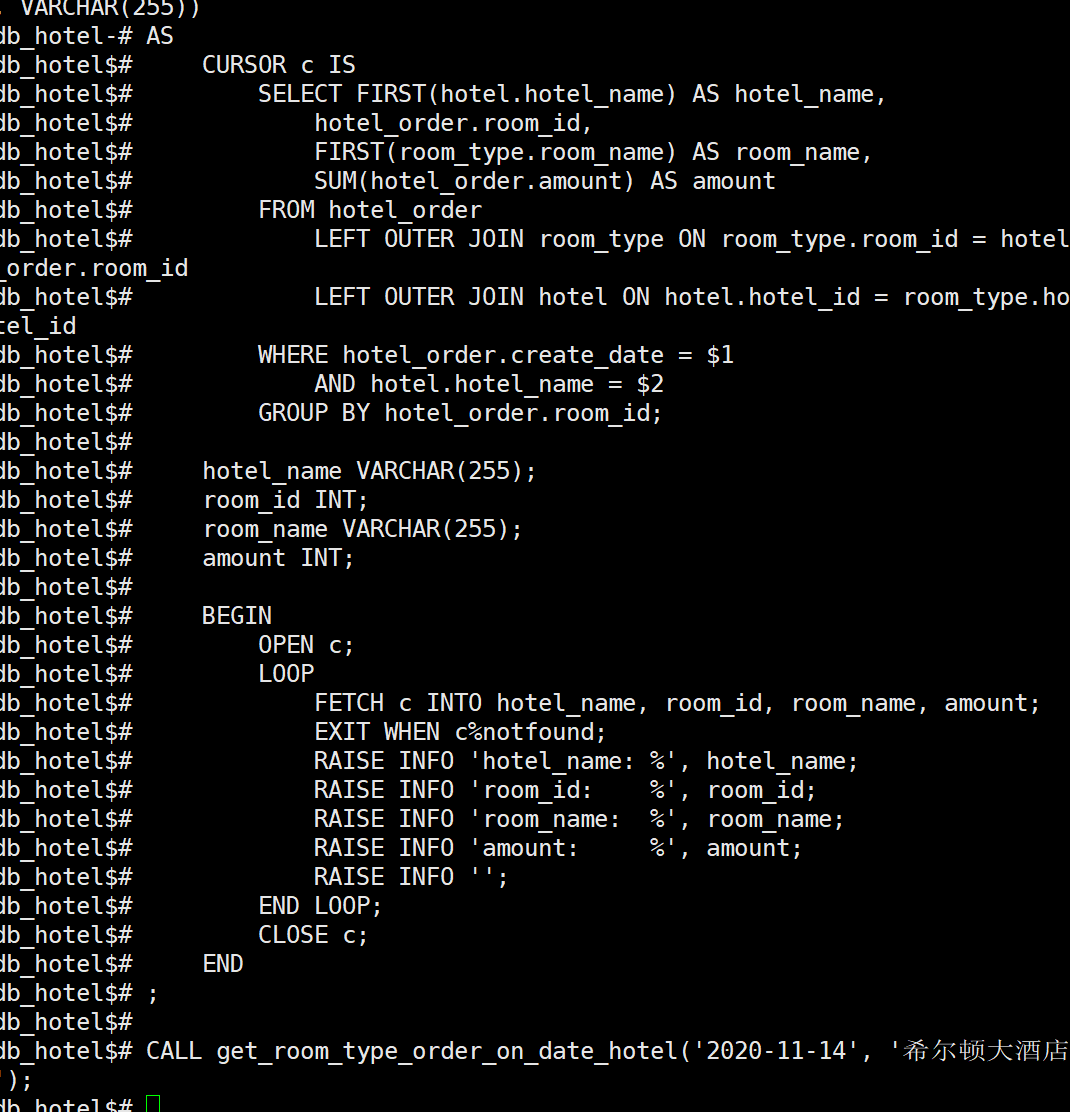 , VARCHAR(255))
db_hotel-# AS
db_hotel$#     CURSOR c IS
db_hotel$#         SELECT FIRST(hotel.hotel_name) AS hotel_name,
db_hotel$#             hotel_order.room_id,
db_hotel$#             FIRST(room_type.room_name) AS room_name,
db_hotel$#             SUM(hotel_order.amount) AS amount
db_hotel$#         FROM hotel_order
db_hotel$#             LEFT OUTER JOIN room_type ON room_type.room_id = hotel
_order.room_id
db_hotel$#             LEFT OUTER JOIN hotel ON hotel.hotel_id = room_type.ho
tel_id
db_hotel$#         WHERE hotel_order.create_date = $1
db_hotel$#             AND hotel.hotel_name = $2
db_hotel$#         GROUP BY hotel_order.room_id;
db_hotel$#
db_hotel$#     hotel_name VARCHAR(255);
db_hotel$#     room_id INT;
db_hotel$#     room_name VARCHAR(255);
db_hotel$#     amount INT;
db_hotel$#
db_hotel$#     BEGIN
db_hotel$#         OPEN c;
db_hotel$#         LOOP
db_hotel$#             FETCH c INTO hotel_name, room_id, room_name, amount;
db_hotel$#             EXIT WHEN c%notfound;
db_hotel$#             RAISE INFO 'hotel_name: %', hotel_name;
db_hotel$#             RAISE INFO 'room_id:    %', room_id;
db_hotel$#             RAISE INFO 'room_name:  %', room_name;
db_hotel$#             RAISE INFO 'amount:     %', amount;
db_hotel$#             RAISE INFO '';
db_hotel$#         END LOOP;
db_hotel$#         CLOSE c;
db_hotel$#     END
db_hotel$# ;
db_hotel$#
db_hotel$# CALL get_room_type_order_on_date_hotel('2020-11-14', '希尔顿大酒店
');
db_hotel$#